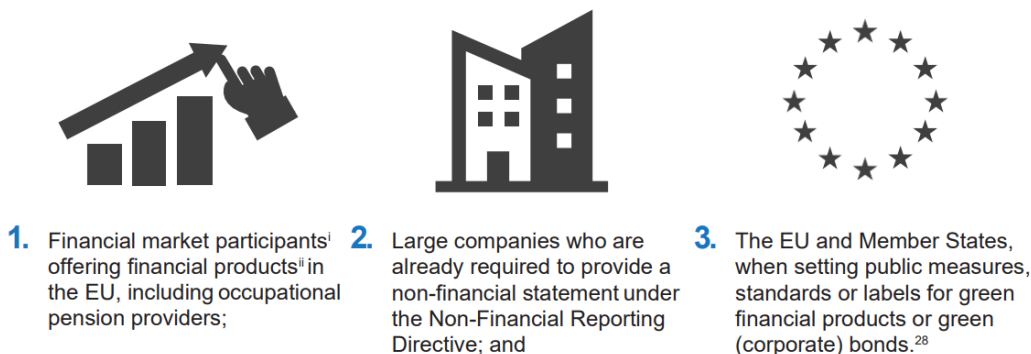 1. Financial market participantsⁱ
offering financial productsⁱⁱ in
the EU, including occupational
pension providers;
2. Large companies who are
already required to provide a
non-financial statement under
the Non-Financial Reporting
Directive; and
3. The EU and Member States,
when setting public measures,
standards or labels for green
financial products or green
(corporate) bonds.²⁸